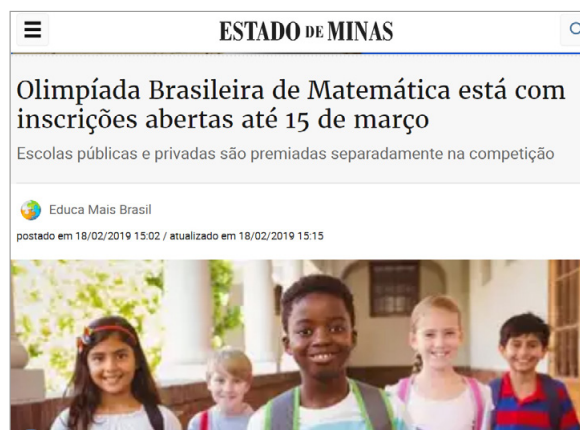 ESTADO DE MINAS
Olimpíada Brasileira de Matemática está com
inscrições abertas até 15 de março
Escolas públicas e privadas são premiadas separadamente na competição
Educa Mais Brasil
postado em 18/02/2019 15:02 / atualizado em 18/02/2019 15:15